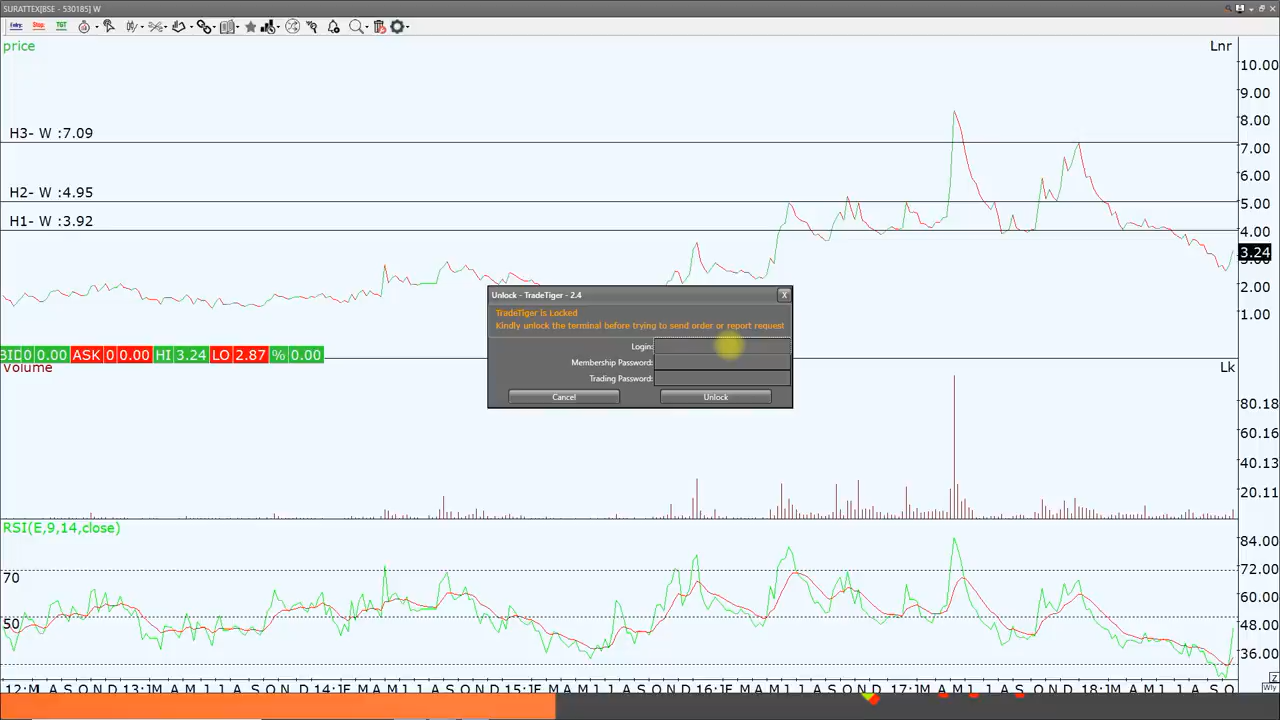 SURATTEX[BSE - 530185] W
Entry Stop TGT
price
Lnr
10.00
9.00
8.00
H3- W :7.09
7.00
6.00
H2- W :4.95
5.00
H1- W :3.92
4.00
3.24
2.00
1.00
Unlock - TradeTiger - 2.4
X
TradeTiger is Locked
Kindly unlock the terminal before trying to send order or report request
Login:
Membership Password:
Trading Password:
Cancel Unlock
BID 0 0.00 ASK 0 0.00 HI 3.24 LO 2.87 % 0.00
volume
Lk
80.18
60.16
40.13
20.11
RSI(E,9,14,close)
84.00
70
72.00
60.00
50
48.00
36.00
Z
Wly